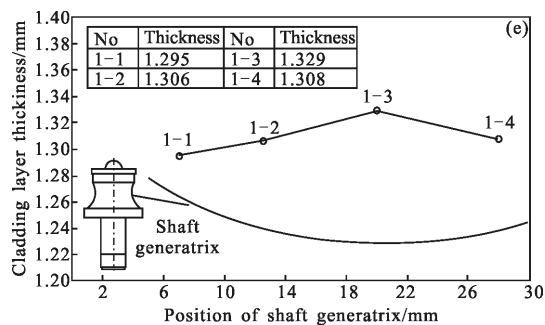 (e)
No Thickness No Thickness
1-1 1.295 1-3 1.329
1-2 1.306 1-4 1.308
1.40
1.38
1.36
1.34
1.32
1.30
1.28
1.26
1.24
1.22
1.20
Cladding layer thickiness/mm
1-1
1-2
1-3
1-4
Shaft
generatrix
2 6 10 14 18 22 26 30
Position of shaft generatrix/mm